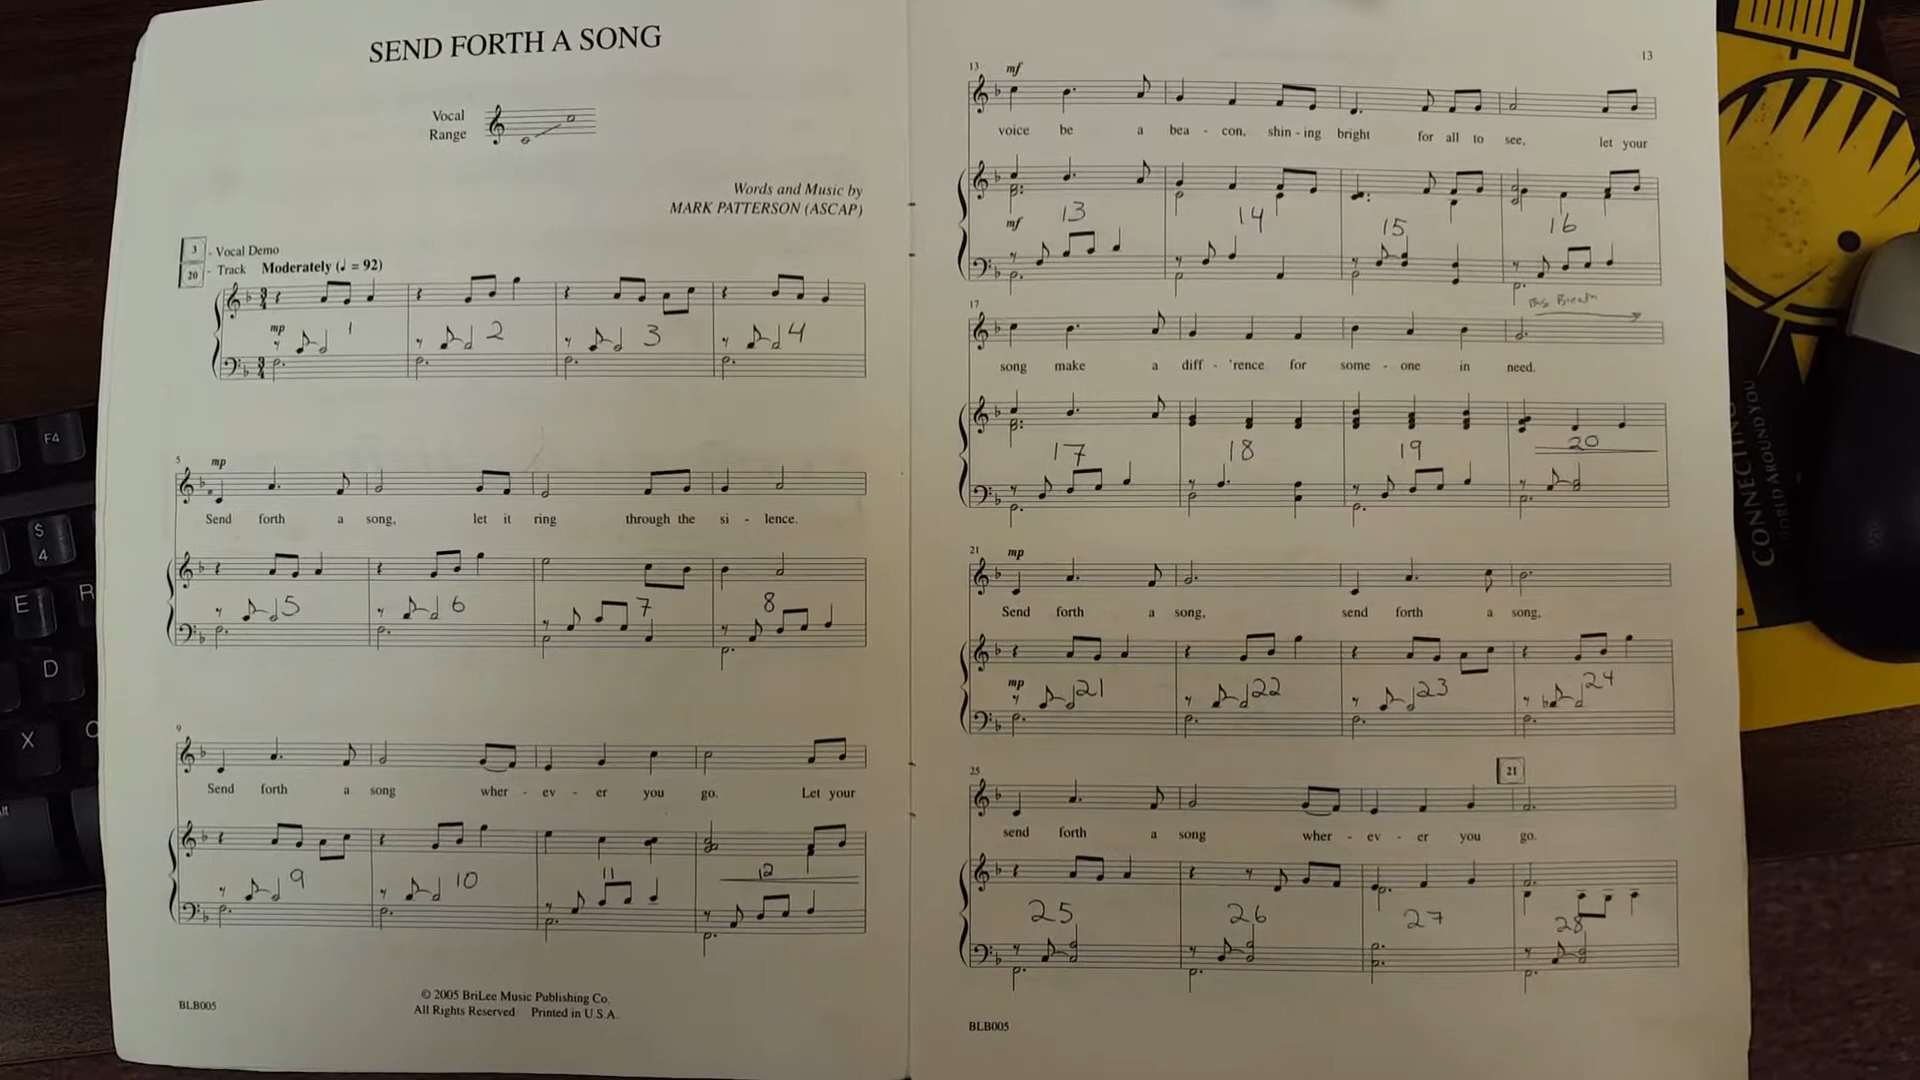 SEND FORTH A SONG
Vocal
Range
Words and Music by
MARK PATTERSON (ASCAP)
3 - Vocal Demo
20 - Track Moderately (♩ = 92)
mp
1 2 3 4
5 mp
Send forth a song, let it ring through the si - lence.
5 6 7 8
9
Send forth a song wher - ev - er you go. Let your
9 10 11 12
© 2005 BriLee Music Publishing Co.
All Rights Reserved Printed in U.S.A.
BLB005
13
13 mf
voice be a bea - con, shin - ing bright for all to see, let your
mf 13 14 15 16
17 Big Breath
song make a diff - 'rence for some - one in need.
17 18 19 20
21 mp
Send forth a song, send forth a song,
mp 21 22 23 24
25 21
send forth a song wher - ev - er you go.
25 26 27 28
BLB005
F4
$
4
E R
D
X
CONNECTING
WORLD AROUND YOU